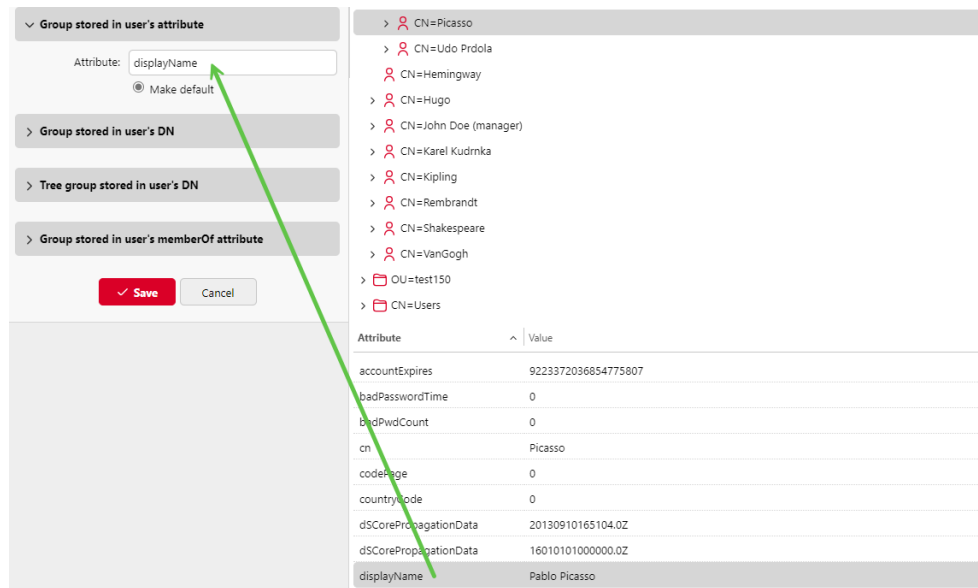 Group stored in user's attribute
Attribute: displayName
Make default
Group stored in user's DN
Tree group stored in user's DN
Group stored in user's memberOf attribute
Save Cancel
CN=Picasso
CN=Udo Prdola
CN=Hemingway
CN=Hugo
CN=John Doe (manager)
CN=Karel Kudrnka
CN=Kipling
CN=Rembrandt
CN=Shakespeare
CN=VanGogh
OU=test150
CN=Users
Attribute Value
accountExpires 9223372036854775807
badPasswordTime 0
badPwdCount 0
cn Picasso
codePage 0
countryCode 0
dSCorePropagationData 20130910165104.0Z
dSCorePropagationData 16010101000000.0Z
displayName Pablo Picasso